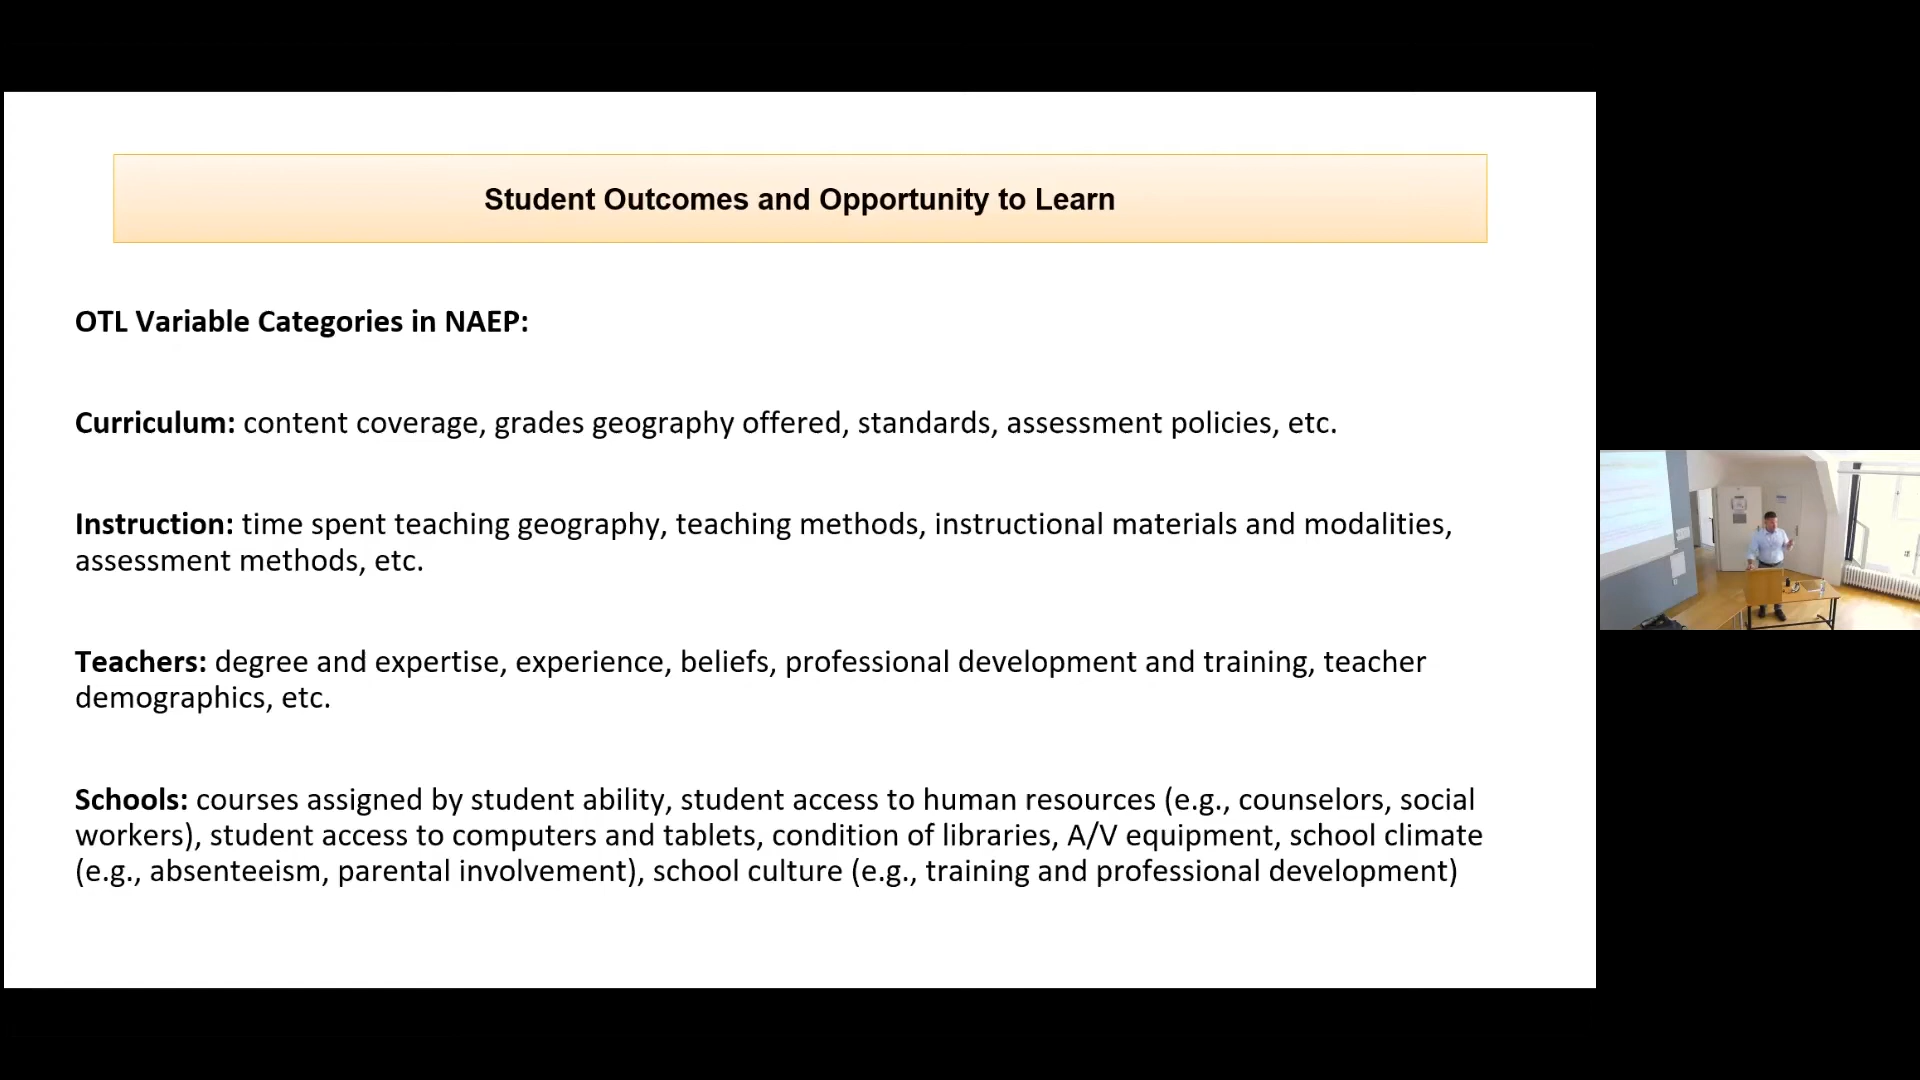 Student Outcomes and Opportunity to Learn
OTL Variable Categories in NAEP:
Curriculum: content coverage, grades geography offered, standards, assessment policies, etc.
Instruction: time spent teaching geography, teaching methods, instructional materials and modalities,
assessment methods, etc.
Teachers: degree and expertise, experience, beliefs, professional development and training, teacher
demographics, etc.
Schools: courses assigned by student ability, student access to human resources (e.g., counselors, social
workers), student access to computers and tablets, condition of libraries, A/V equipment, school climate
(e.g., absenteeism, parental involvement), school culture (e.g., training and professional development)